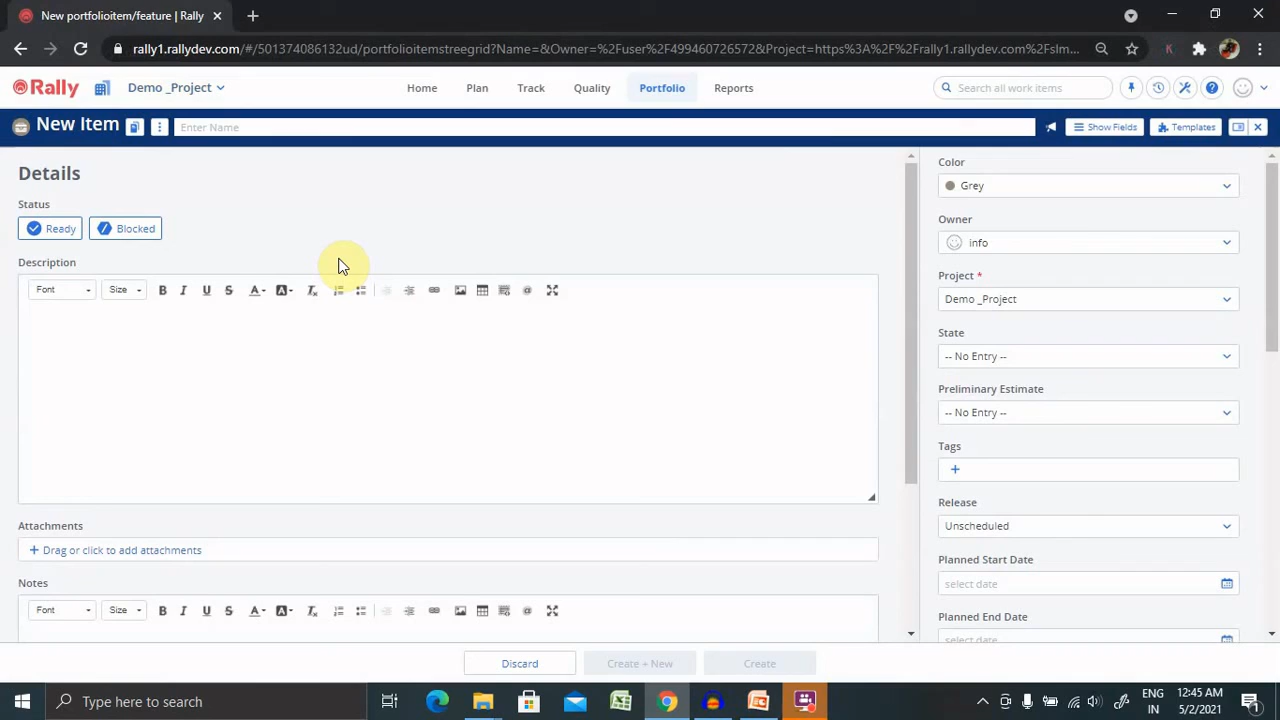 New portfolioitem/feature | Rally
rally1.rallydev.com/#/501374086132ud/portfolioitemstreegrid?Name=&Owner=%2Fuser%2F499460726572&Project=https%3A%2F%2Frally1.rallydev.com%2Fslm...
K
Rally
Demo _Project
Home
Plan
Track
Quality
Portfolio
Reports
Search all work items
New Item
Enter Name
Show Fields
Templates
Details
Status
Ready
Blocked
Description
Font
Size
B
I
U
S
A
A
Attachments
+ Drag or click to add attachments
Notes
Font
Size
B
I
U
S
A
A
Color
Grey
Owner
info
Project *
Demo _Project
State
-- No Entry --
Preliminary Estimate
-- No Entry --
Tags
+
Release
Unscheduled
Planned Start Date
select date
Planned End Date
select date
Discard
Create + New
Create
Type here to search
ENG
IN
12:45 AM
5/2/2021